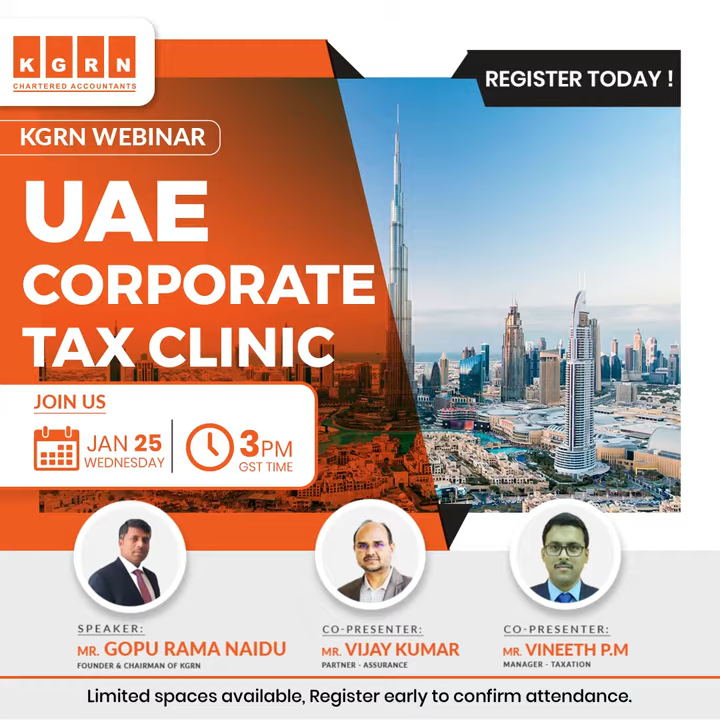 KGRN
CHARTERED ACCOUNTANTS
REGISTER TODAY !
KGRN WEBINAR
UAE
CORPORATE
TAX CLINIC
JOIN US
JAN 25
WEDNESDAY
3PM
GST TIME
SPEAKER:
MR. GOPU RAMA NAIDU
FOUNDER & CHAIRMAN OF KGRN
CO-PRESENTER:
MR. VIJAY KUMAR
PARTNER - ASSURANCE
CO-PRESENTER:
MR. VINEETH P.M
MANAGER - TAXATION
Limited spaces available, Register early to confirm attendance.